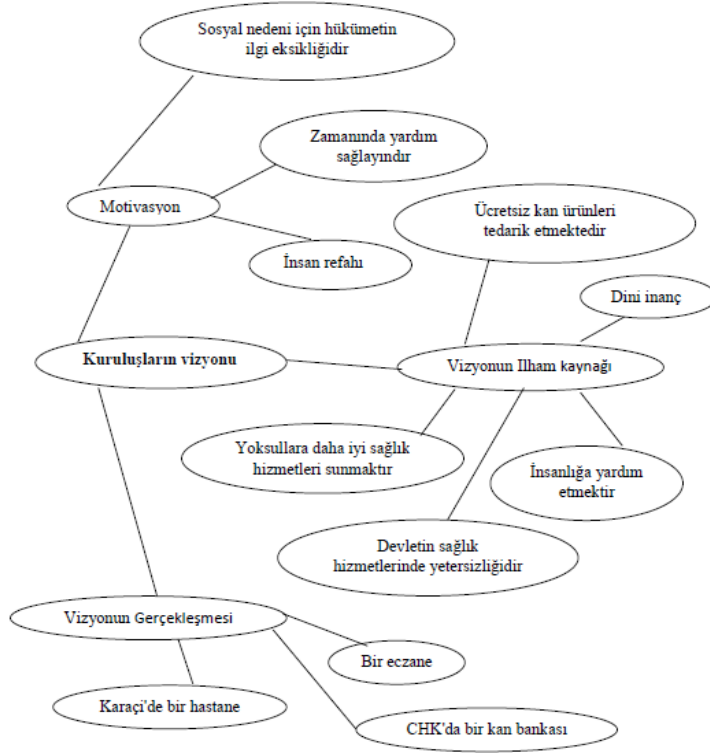 Sosyal nedeni için hükümetin
ilgi eksikliğidir
Zamanında yardım
sağlayındır
Motivasyon
Ücretsiz kan ürünleri
tedarik etmektedir
İnsan refahı
Dini inanç
Kuruluşların vizyonu
Vizyonun Ilham kaynağı
Yoksullara daha iyi sağlık
hizmetleri sunmaktır
İnsanlığa yardım
etmektir
Devletin sağlık
hizmetlerinde yetersizliğidir
Vizyonun Gerçekleşmesi
Bir eczane
Karaçi'de bir hastane
CHK'da bir kan bankası